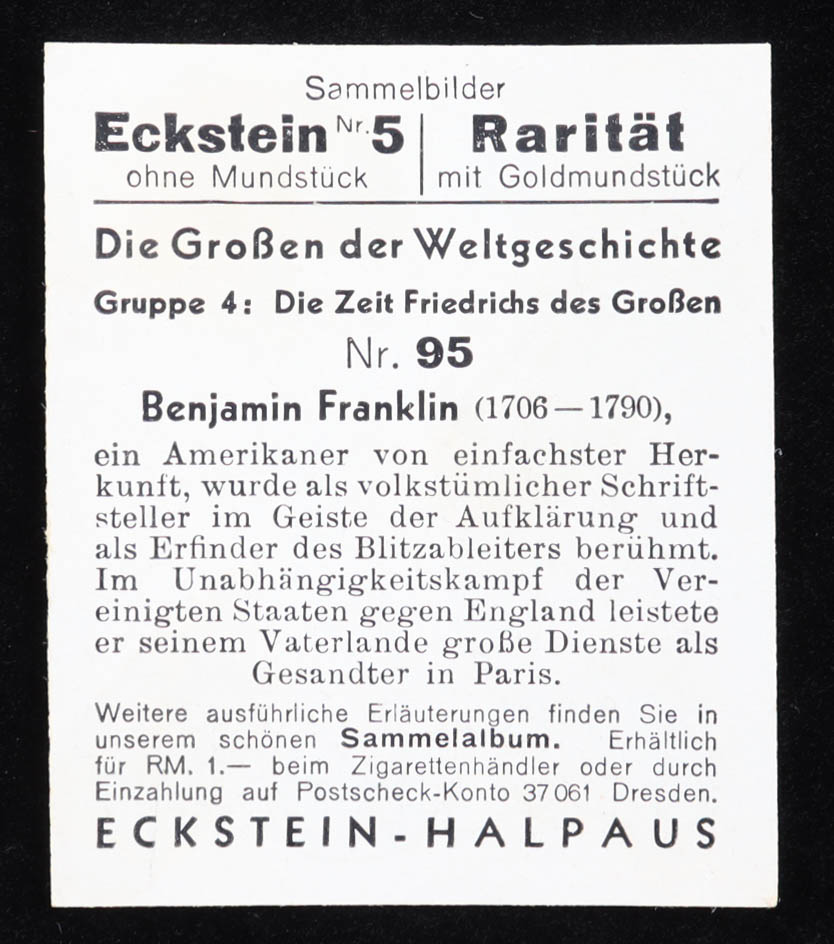 Sammelbilder
Eckstein Nr. 5 | Rarität
ohne Mundstück | mit Goldmundstück
Die Großen der Weltgeschichte
Gruppe 4: Die Zeit Friedrichs des Großen
Nr. 95
Benjamin Franklin (1706—1790),
ein Amerikaner von einfachster Her-
kunft, wurde als volkstümlicher Schrift-
steller im Geiste der Aufklärung und
als Erfinder des Blitzableiters berühmt.
Im Unabhängigkeitskampf der Ver-
einigten Staaten gegen England leistete
er seinem Vaterlande große Dienste als
Gesandter in Paris.
Weitere ausführliche Erläuterungen finden Sie in
unserem schönen Sammelalbum. Erhältlich
für RM. 1.— beim Zigarettenhändler oder durch
Einzahlung auf Postscheck-Konto 37 061 Dresden.
ECKSTEIN-HALPAUS